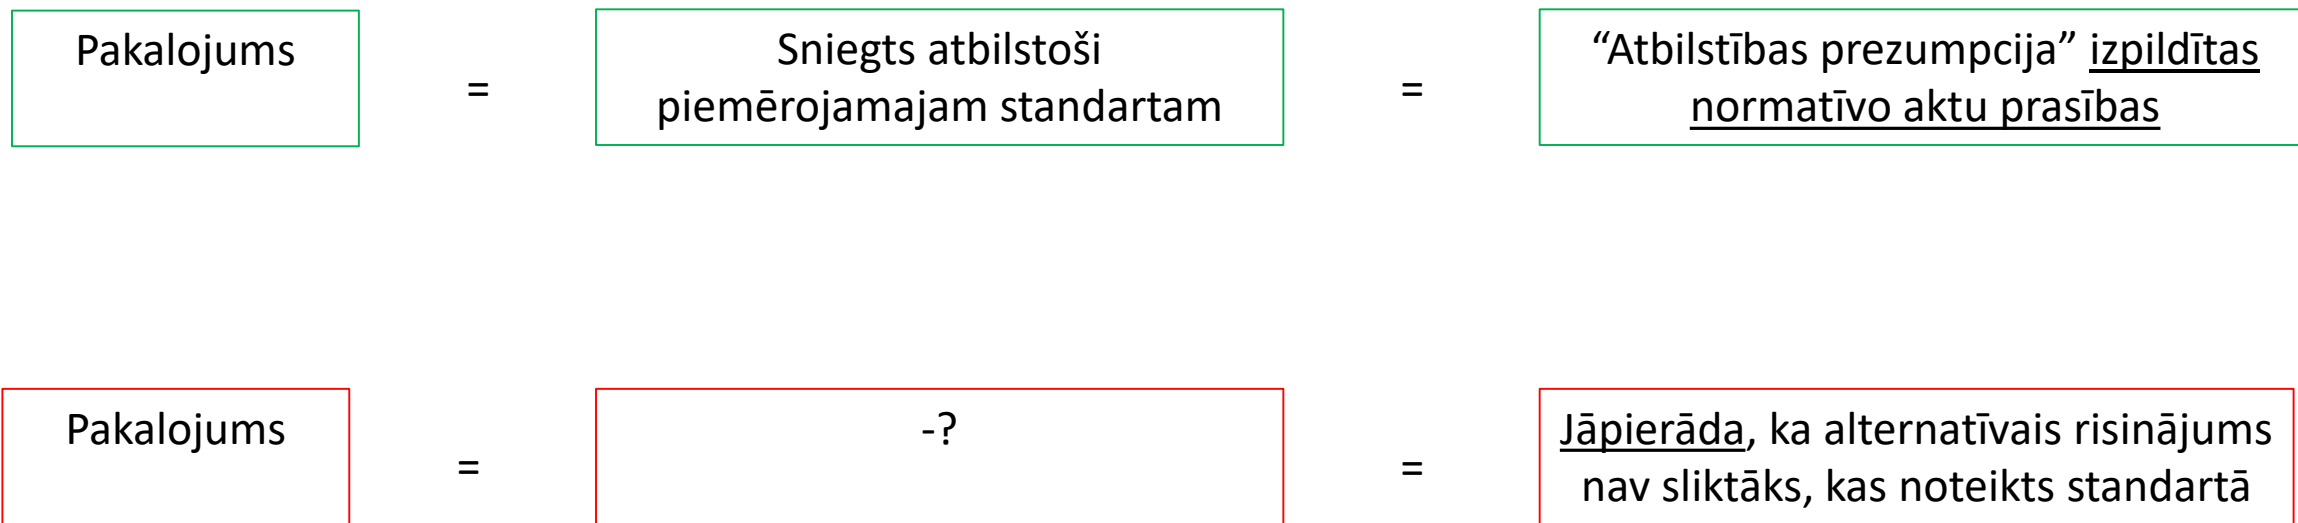 Pakalojums
=
Sniegts atbilstoši
piemērojamajam standartam
=
“Atbilstības prezumpcija” izpildītas
normatīvo aktu prasības
Pakalojums
=
-?
=
Jāpierāda, ka alternatīvais risinājums
nav sliktāks, kas noteikts standartā